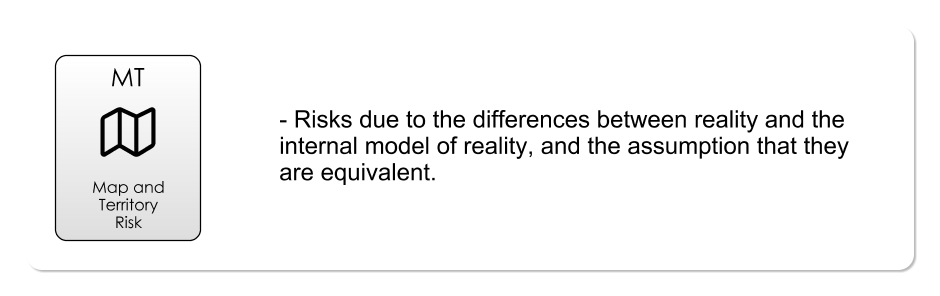 MT
Map and
Territory
Risk
- Risks due to the differences between reality and the
internal model of reality, and the assumption that they
are equivalent.